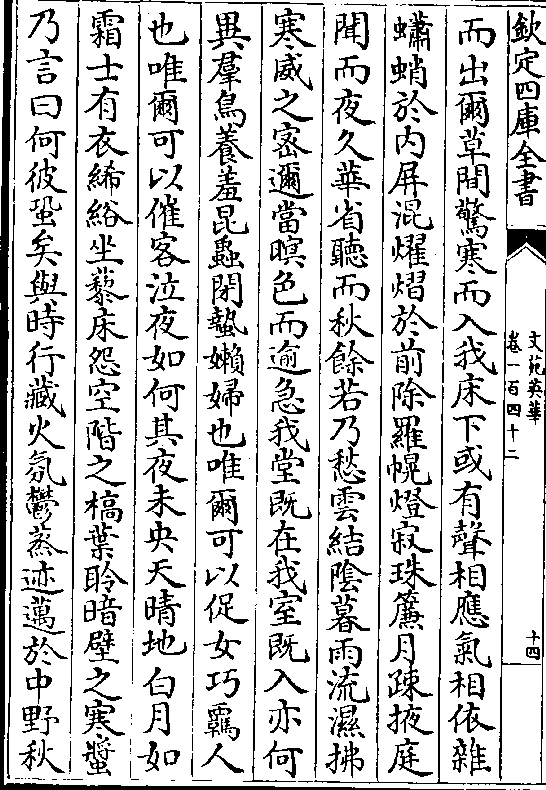 欽定四庫全書
文苑英華
卷一百四十二
十四
而出爾草間驚寒而入我床下或有聲相應氣相依雜
蠨蛸於内屏混燿熠於前除羅幌燈寂珠簾月疎掖庭
聞而夜久華省聽而秋餘若乃愁雲結陰暮雨流濕拂
寒威之宻邇當暝色而逾急我堂既在我室既入亦何
異羣鳥養羞昆蟲閉蟄嬾婦也唯爾可以促女巧羇人
也唯爾可以催客泣夜如何其夜未央天晴地白月如
霜士有衣絺綌坐藜床怨空階之槁葉聆暗壁之寒螿
乃言曰何彼蛩矣與時行藏火氛鬱蒸迹邁於中野秋